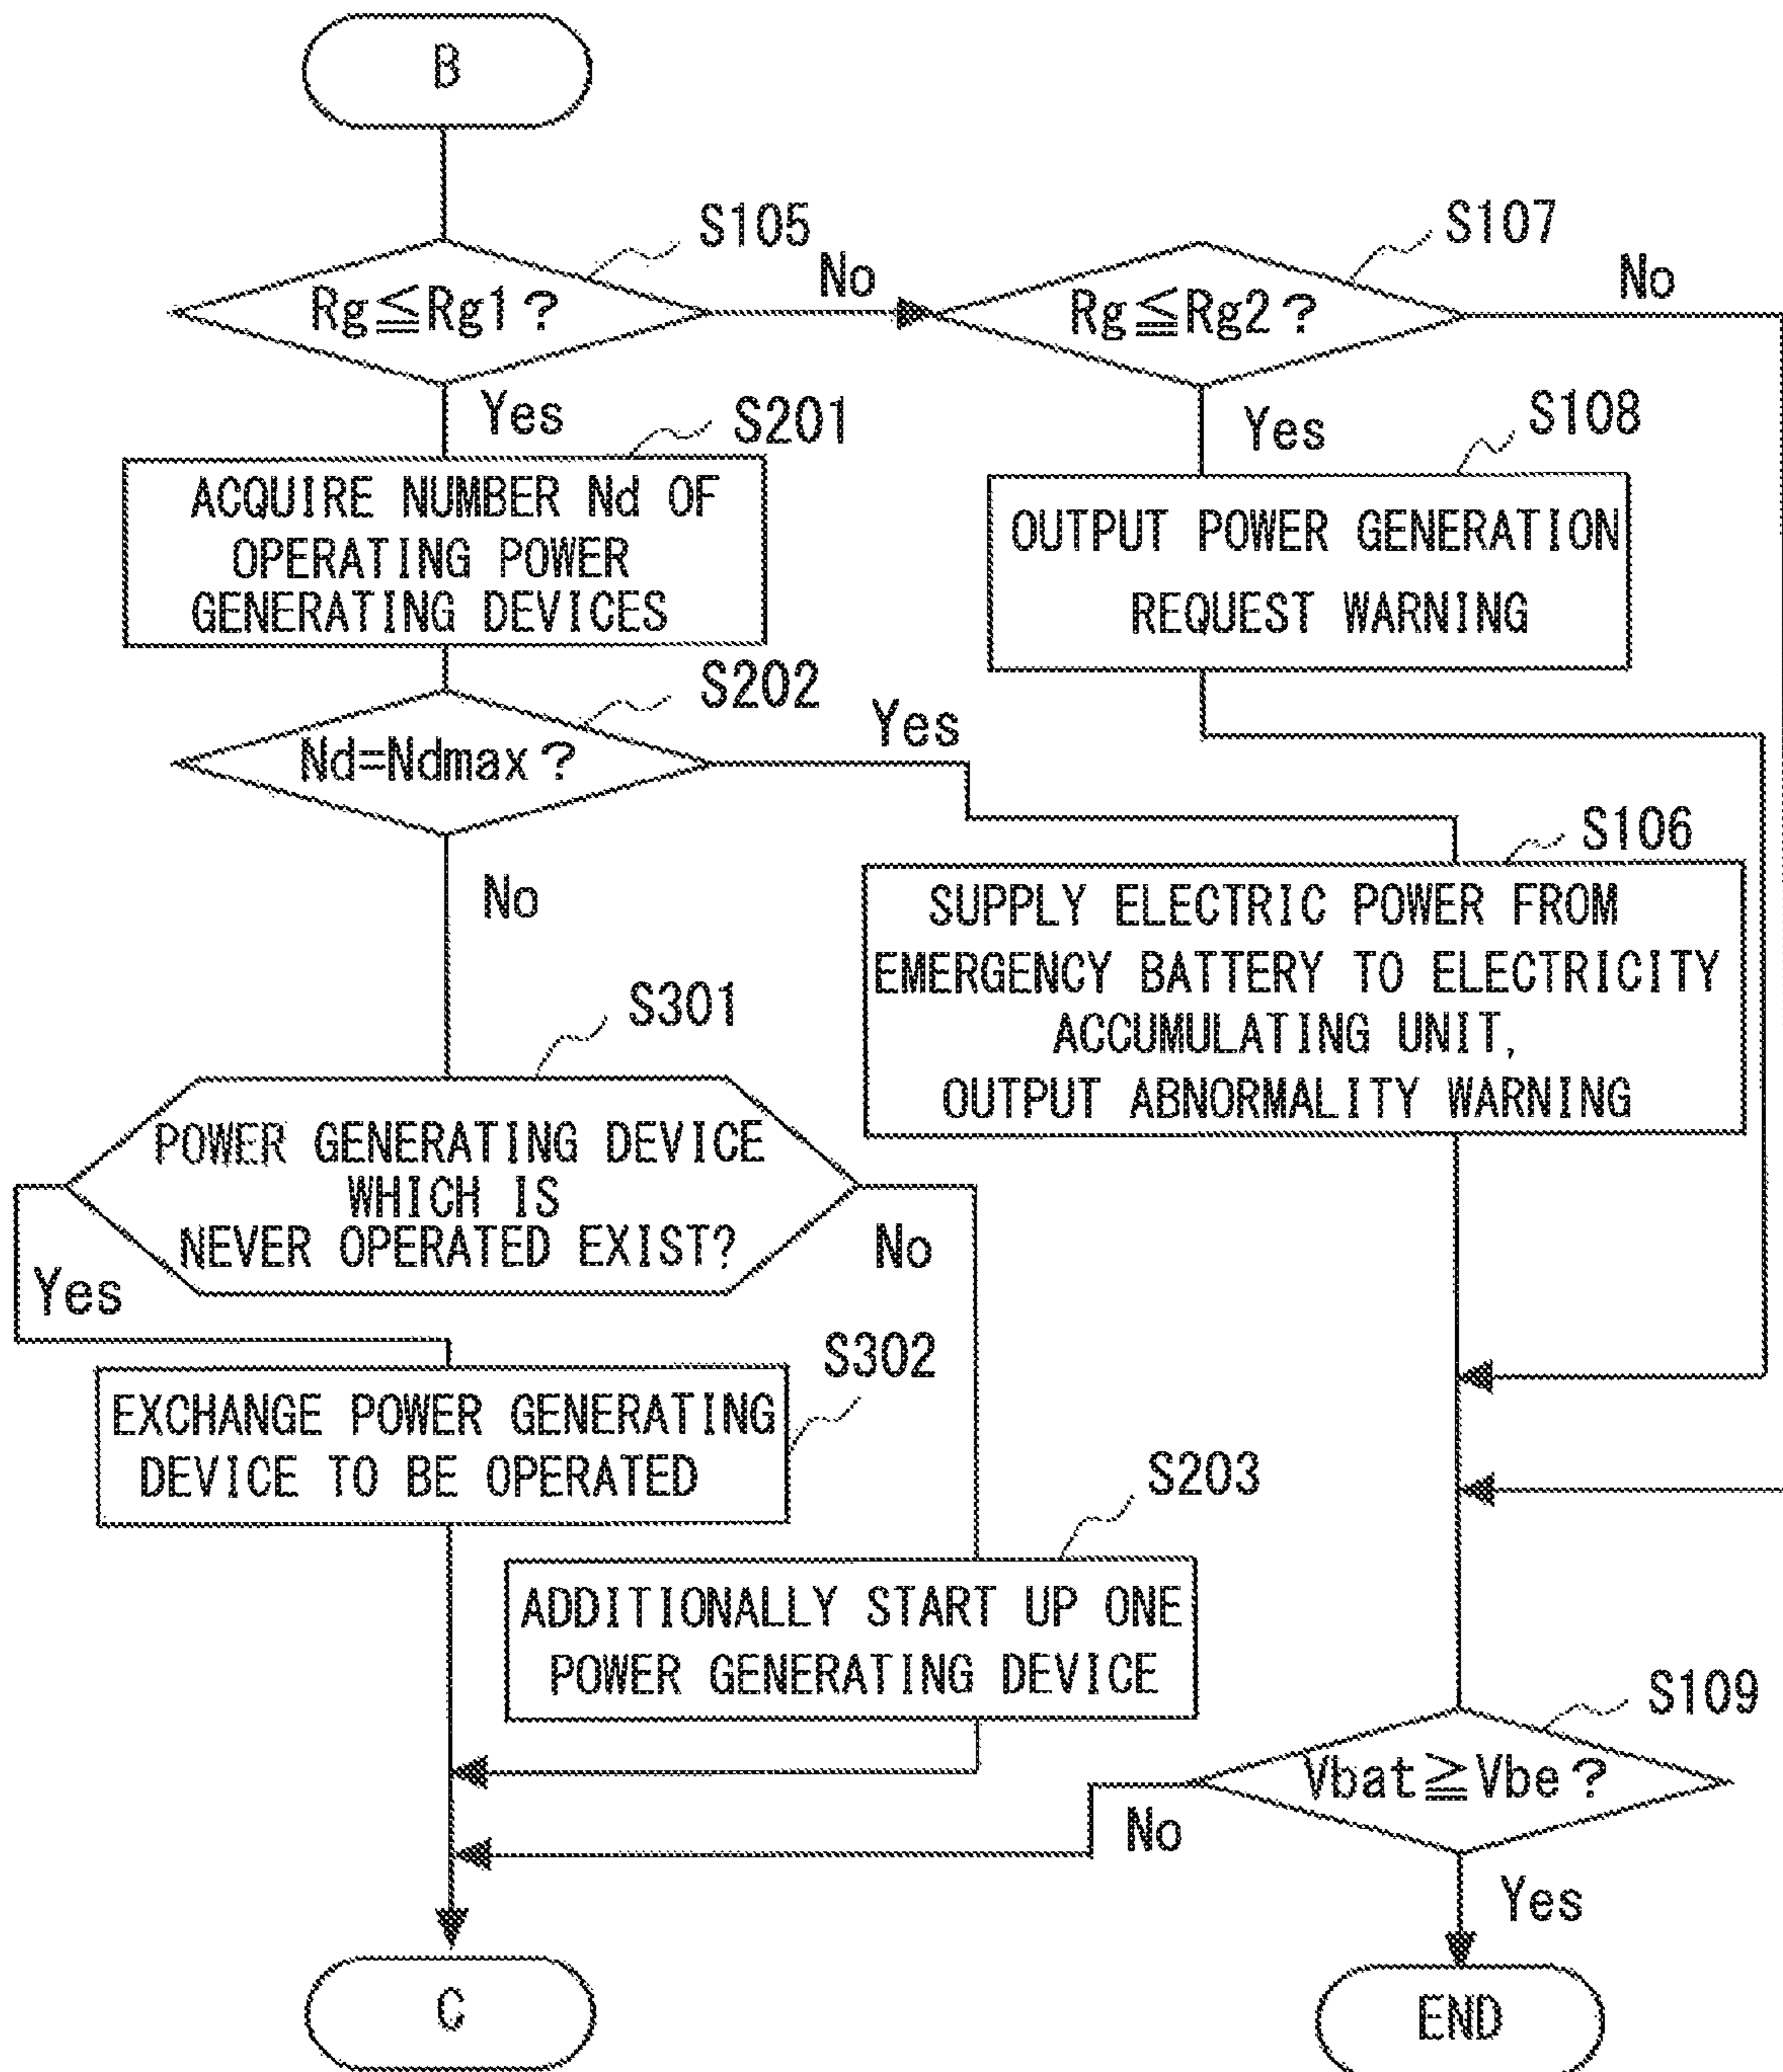 B
S105
Rg≦Rg1?
No
S107
Rg≦Rg2?
No
Yes
S201
ACQUIRE NUMBER Nd OF
OPERATING POWER
GENERATING DEVICES
Yes
S108
OUTPUT POWER GENERATION
REQUEST WARNING
S202
Nd=Ndmax?
Yes
No
S106
SUPPLY ELECTRIC POWER FROM
EMERGENCY BATTERY TO ELECTRICITY
ACCUMULATING UNIT,
OUTPUT ABNORMALITY WARNING
S301
POWER GENERATING DEVICE
WHICH IS
NEVER OPERATED EXIST?
Yes
No
S302
EXCHANGE POWER GENERATING
DEVICE TO BE OPERATED
S203
ADDITIONALLY START UP ONE
POWER GENERATING DEVICE
S109
Vbat≧Vbe?
No
Yes
C
END